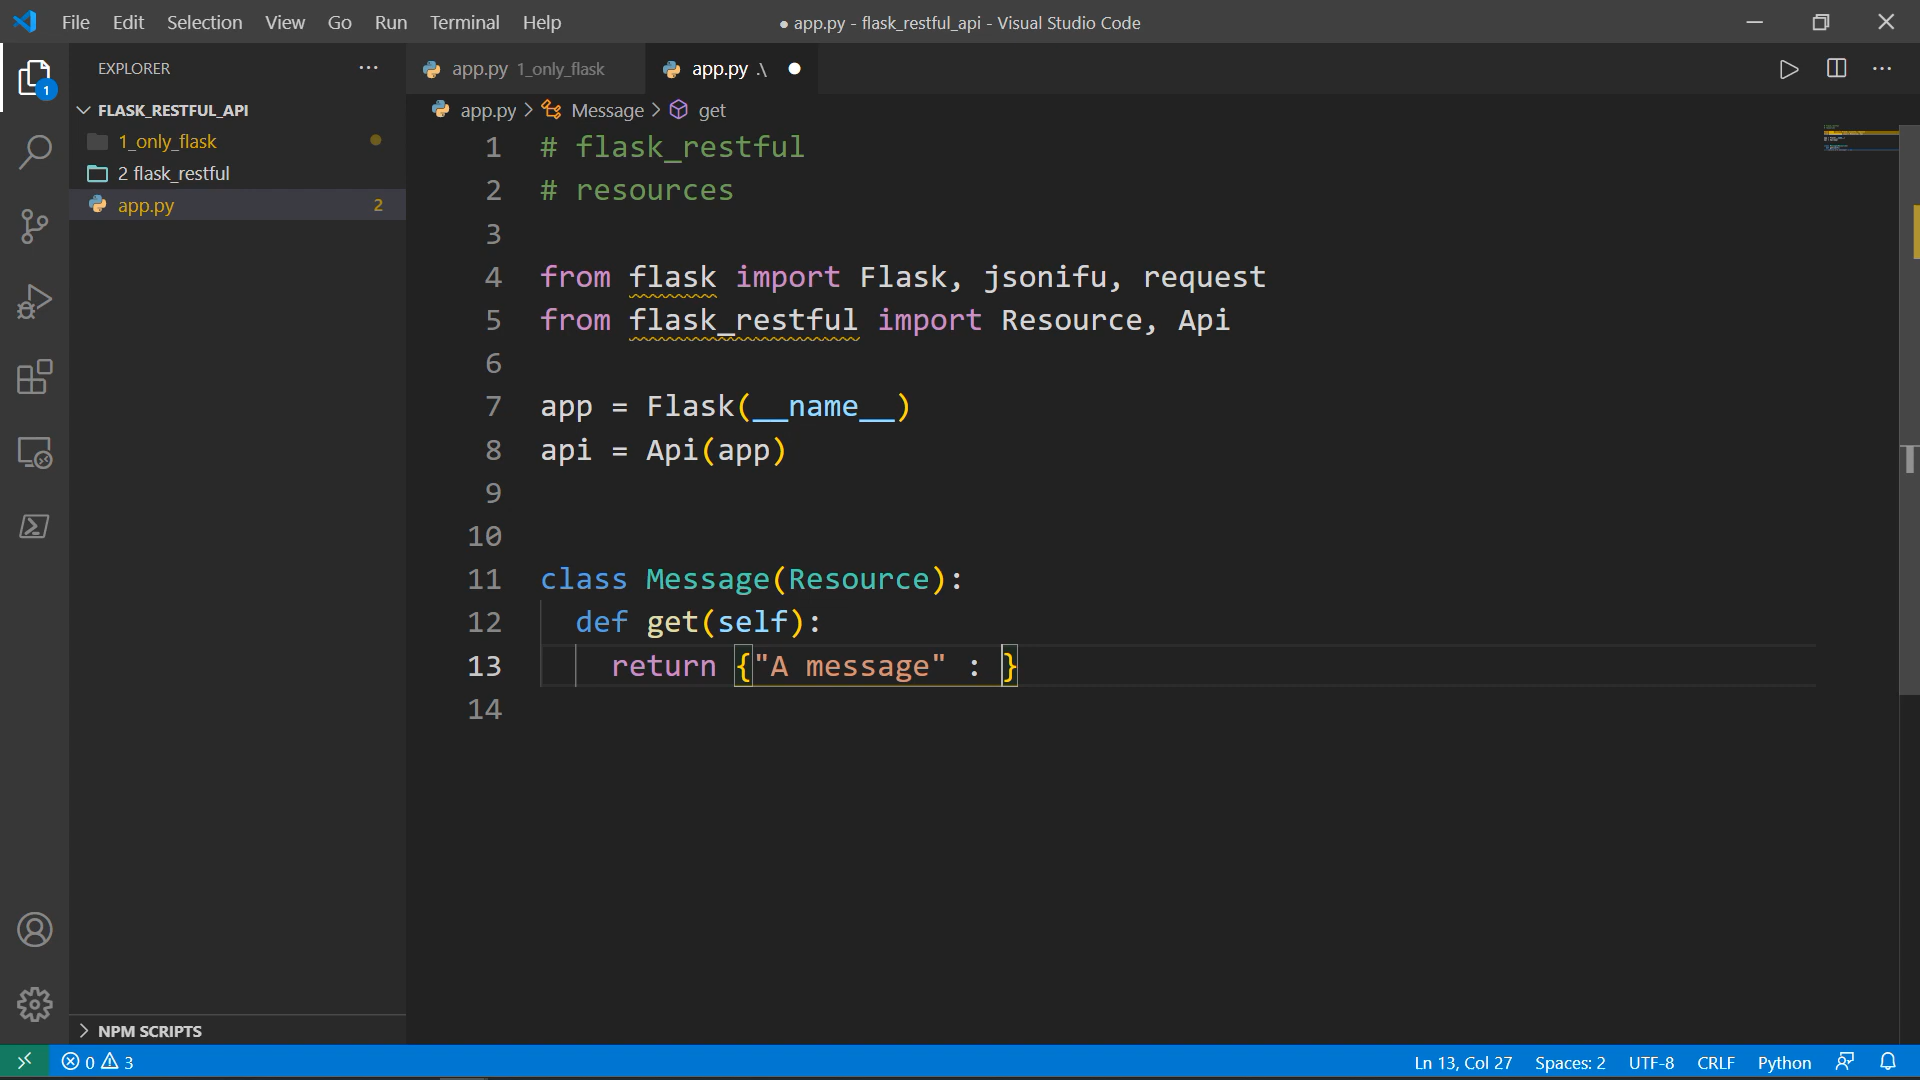 File Edit Selection View Go Run Terminal Help
● app.py - flask_restful_api - Visual Studio Code
EXPLORER
1
FLASK_RESTFUL_API
1_only_flask
2 flask_restful
app.py 2
NPM SCRIPTS
app.py 1_only_flask
app.py .\
app.py > Message > get
1 # flask_restful
2 # resources
3
4 from flask import Flask, jsonifu, request
5 from flask_restful import Resource, Api
6
7 app = Flask(__name__)
8 api = Api(app)
9
10
11 class Message(Resource):
12 def get(self):
13 return {"A message" : }
14
0 3
Ln 13, Col 27 Spaces: 2 UTF-8 CRLF Python